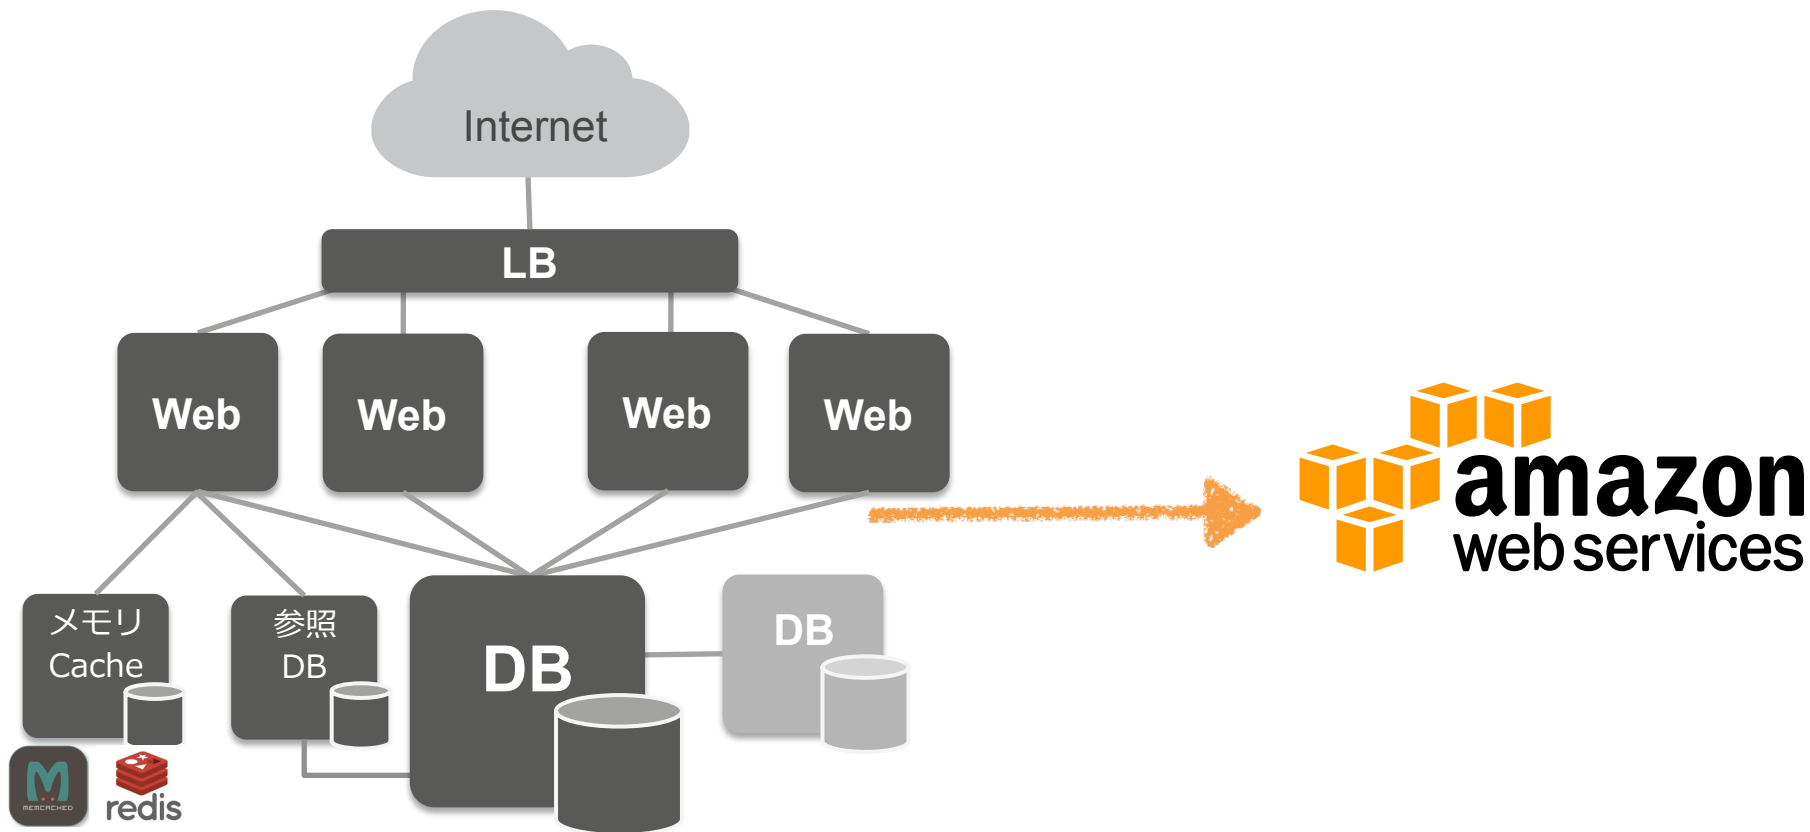 Internet
LB
Web
Web
Web
Web
メモリ
Cache
参照
DB
DB
DB
MEMCACHED
redis
amazon
web services